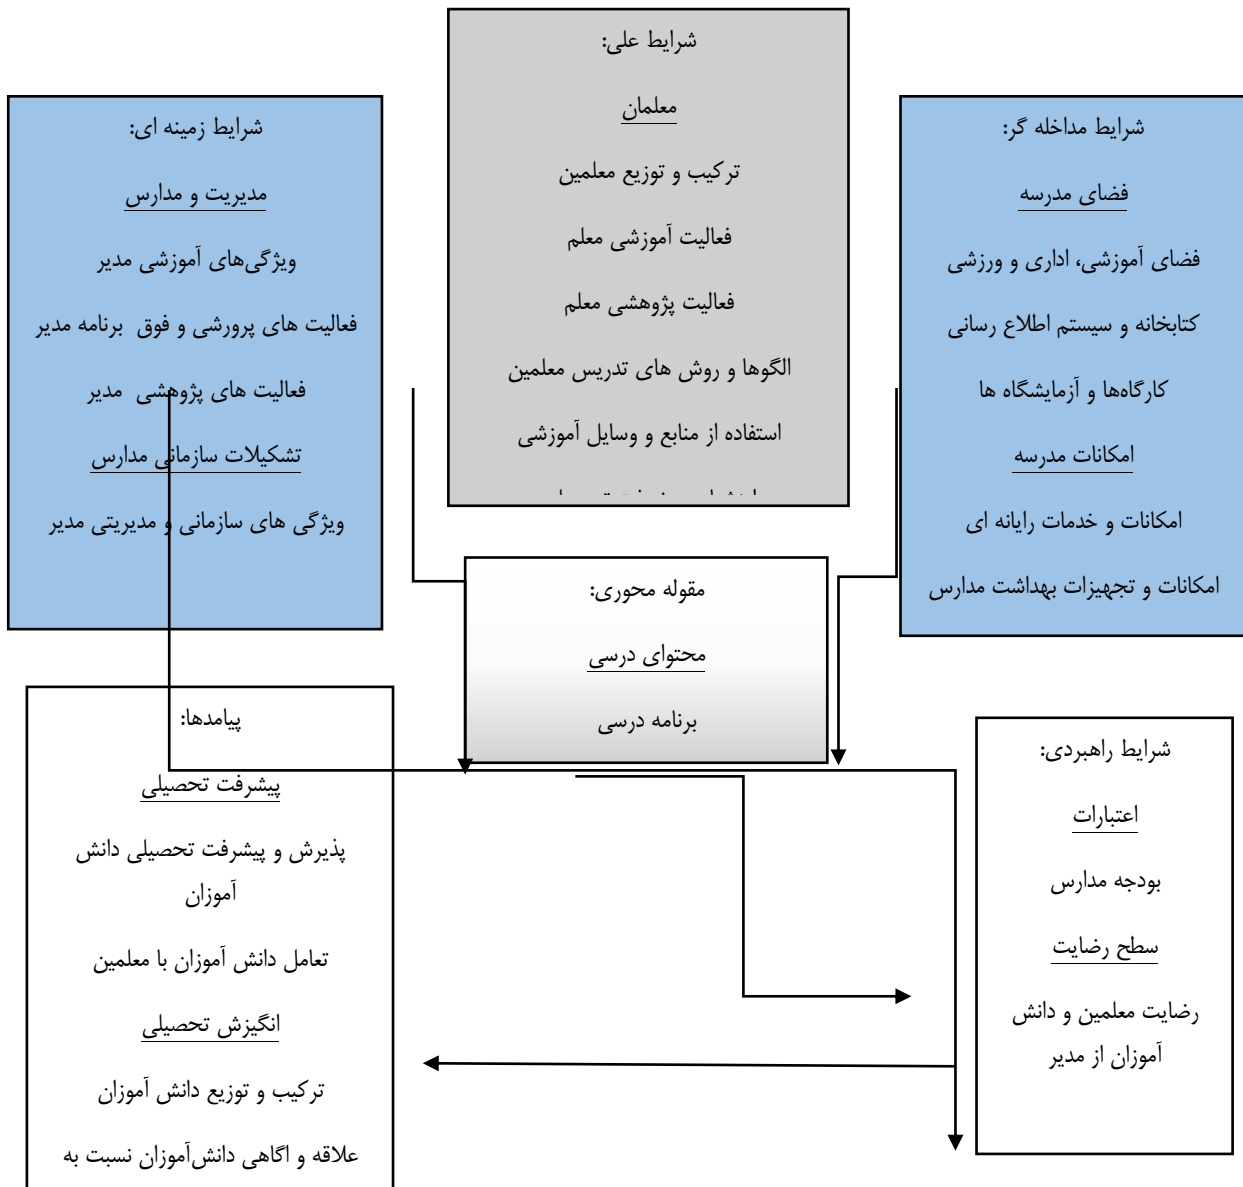 شرایط علی:
معلمان
ترکیب و توزیع معلمین
فعالیت آموزشی معلم
فعالیت پژوهشی معلم
الگوها و روش های تدریس معلمین
استفاده از منابع و وسایل آموزشی
شرایط مداخله گر:
فضای مدرسه
فضای آموزشی، اداری و ورزشی
کتابخانه و سیستم اطلاع رسانی
کارگاه‌ها و آزمایشگاه ها
امکانات مدرسه
امکانات و خدمات رایانه ای
امکانات و تجهیزات بهداشت مدارس
شرایط زمینه ای:
مدیریت و مدارس
ویژگی‌های آموزشی مدیر
فعالیت های پرورشی و فوق برنامه مدیر
فعالیت های پژوهشی مدیر
تشکیلات سازمانی مدارس
ویژگی های سازمانی و مدیریتی مدیر
مقوله محوری:
محتوای درسی
برنامه درسی
شرایط راهبردی:
اعتبارات
بودجه مدارس
سطح رضایت
رضایت معلمین و دانش
آموزان از مدیر
پیامدها:
پیشرفت تحصیلی
پذیرش و پیشرفت تحصیلی دانش
آموزان
تعامل دانش آموزان با معلمین
انگیزش تحصیلی
ترکیب و توزیع دانش آموزان
علاقه و اگاهی دانش‌آموزان نسبت به